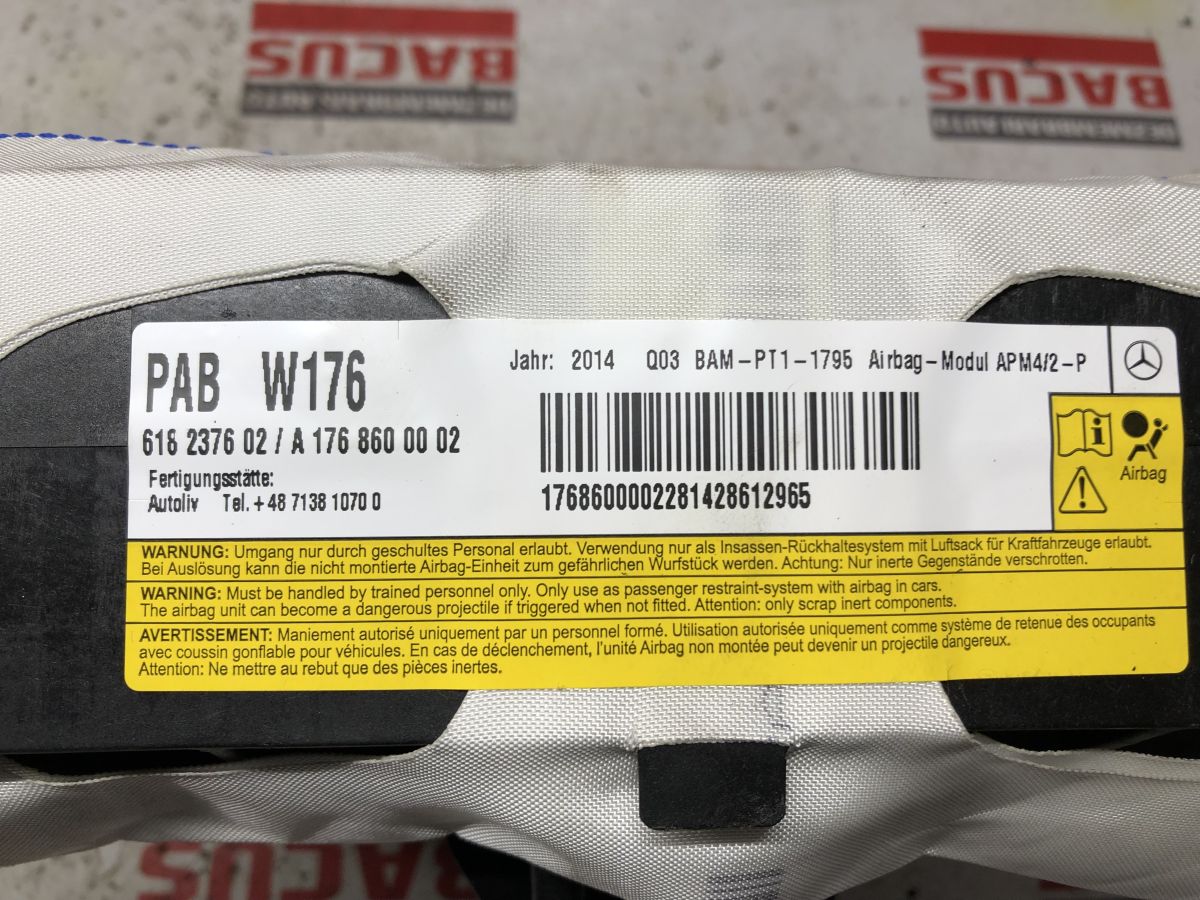 BACUS
DEZMEMBRARI AUTO
BACUS
DEZMEMBRARI AUTO
PAB W176
Jahr: 2014 Q03 BAM-PT1-1795 Airbag-Modul APM4/2-P
618 2376 02 / A 176 860 00 02
Fertigungsstätte:
Autoliv Tel. +48 7138 1070 0
1768600002281428612965
Airbag
WARNUNG: Umgang nur durch geschultes Personal erlaubt. Verwendung nur als Insassen-Rückhaltesystem mit Luftsack für Kraftfahrzeuge erlaubt.
Bei Auslösung kann die nicht montierte Airbag-Einheit zum gefährlichen Wurfstück werden. Achtung: Nur inerte Gegenstände verschrotten.
WARNING: Must be handled by trained personnel only. Only use as passenger restraint-system with airbag in cars.
The airbag unit can become a dangerous projectile if triggered when not fitted. Attention: only scrap inert components.
AVERTISSEMENT: Maniement autorisé uniquement par un personnel formé. Utilisation autorisée uniquement comme système de retenue des occupants
avec coussin gonflable pour véhicules. En cas de déclenchement, l'unité Airbag non montée peut devenir un projectile dangereux.
Attention: Ne mettre au rebut que des pièces inertes.
BACUS